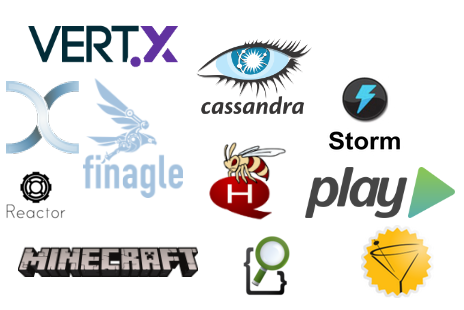 VERT.X
cassandra
Storm
finagle
H
Reactor
play
MINECRAFT